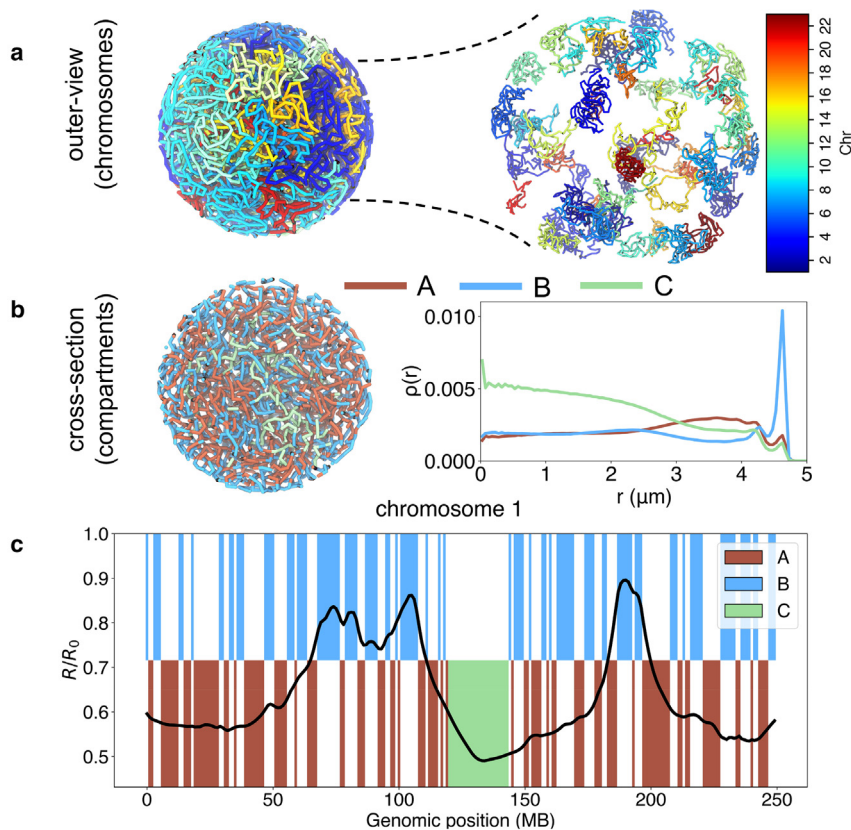 a
outer-view
(chromosomes)
22
20
18
16
14
12
10
8
6
4
2
Chr
b
cross-section
(compartments)
A
B
C
0.010
0.005
0.000
ρ(r)
0
1
2
3
4
5
r (μm)
chromosome 1
c
1.0
0.9
0.8
0.7
0.6
0.5
R/R₀
A
B
C
0
50
100
150
200
250
Genomic position (MB)